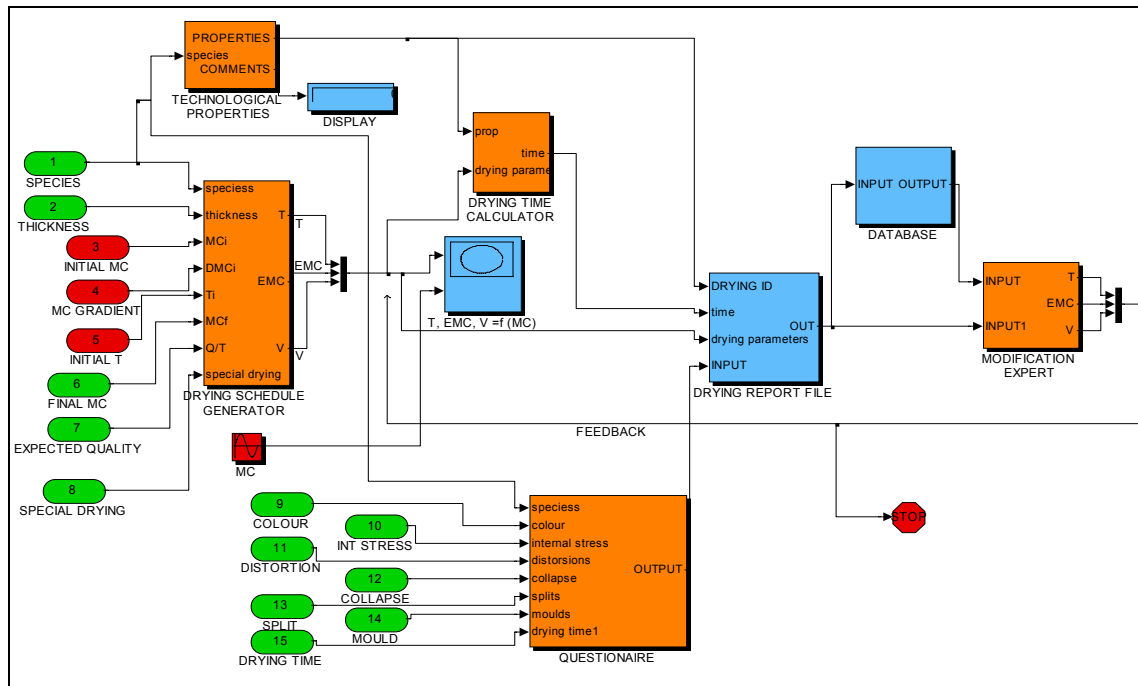 PROPERTIES
species
COMMENTS
TECHNOLOGICAL
PROPERTIES
DISPLAY
prop
time
drying parame
DRYING TIME
CALCULATOR
1
SPECIES
2
THICKNESS
3
INITIAL MC
4
MC GRADIENT
5
INITIAL T
6
FINAL MC
7
EXPECTED QUALITY
8
SPECIAL DRYING
speciess
thickness
MCi
DMCi
Ti
MCf
Q/T
special drying
T
EMC
V
T
EMC
V
DRYING SCHEDULE
GENERATOR
T, EMC, V =f (MC)
MC
INPUT OUTPUT
DATABASE
DRYING ID
time
drying parameters
INPUT
OUT
DRYING REPORT FILE
INPUT
INPUT1
T
EMC
V
MODIFICATION
EXPERT
FEEDBACK
STOP
9
COLOUR
10
INT STRESS
11
DISTORTION
12
COLLAPSE
13
SPLIT
14
MOULD
15
DRYING TIME
speciess
colour
internal stress
distorsions
collapse
splits
moulds
drying time1
OUTPUT
QUESTIONAIRE